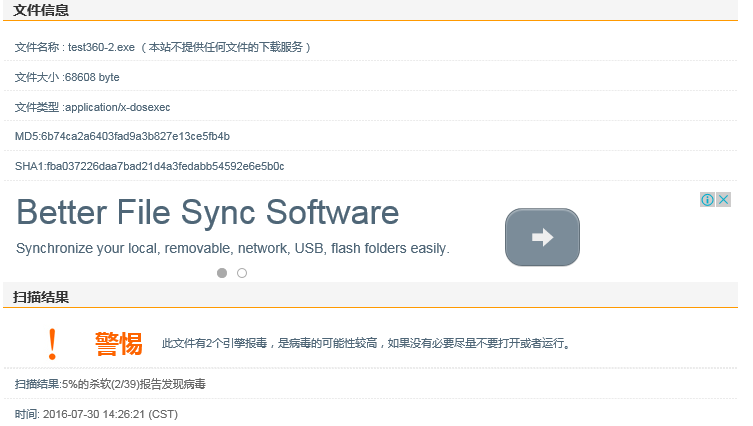 文件信息
文件名称 : test360-2.exe （本站不提供任何文件的下载服务）
文件大小 :68608 byte
文件类型 :application/x-dosexec
MD5:6b74ca2a6403fad9a3b827e13ce5fb4b
SHA1:fba037226daa7bad21d4a3fedabb54592e6e5b0c
Better File Sync Software
Synchronize your local, removable, network, USB, flash folders easily.
扫描结果
! 警惕 此文件有2个引擎报毒，是病毒的可能性较高，如果没有必要尽量不要打开或者运行。
扫描结果:5%的杀软(2/39)报告发现病毒
时间: 2016-07-30 14:26:21 (CST)